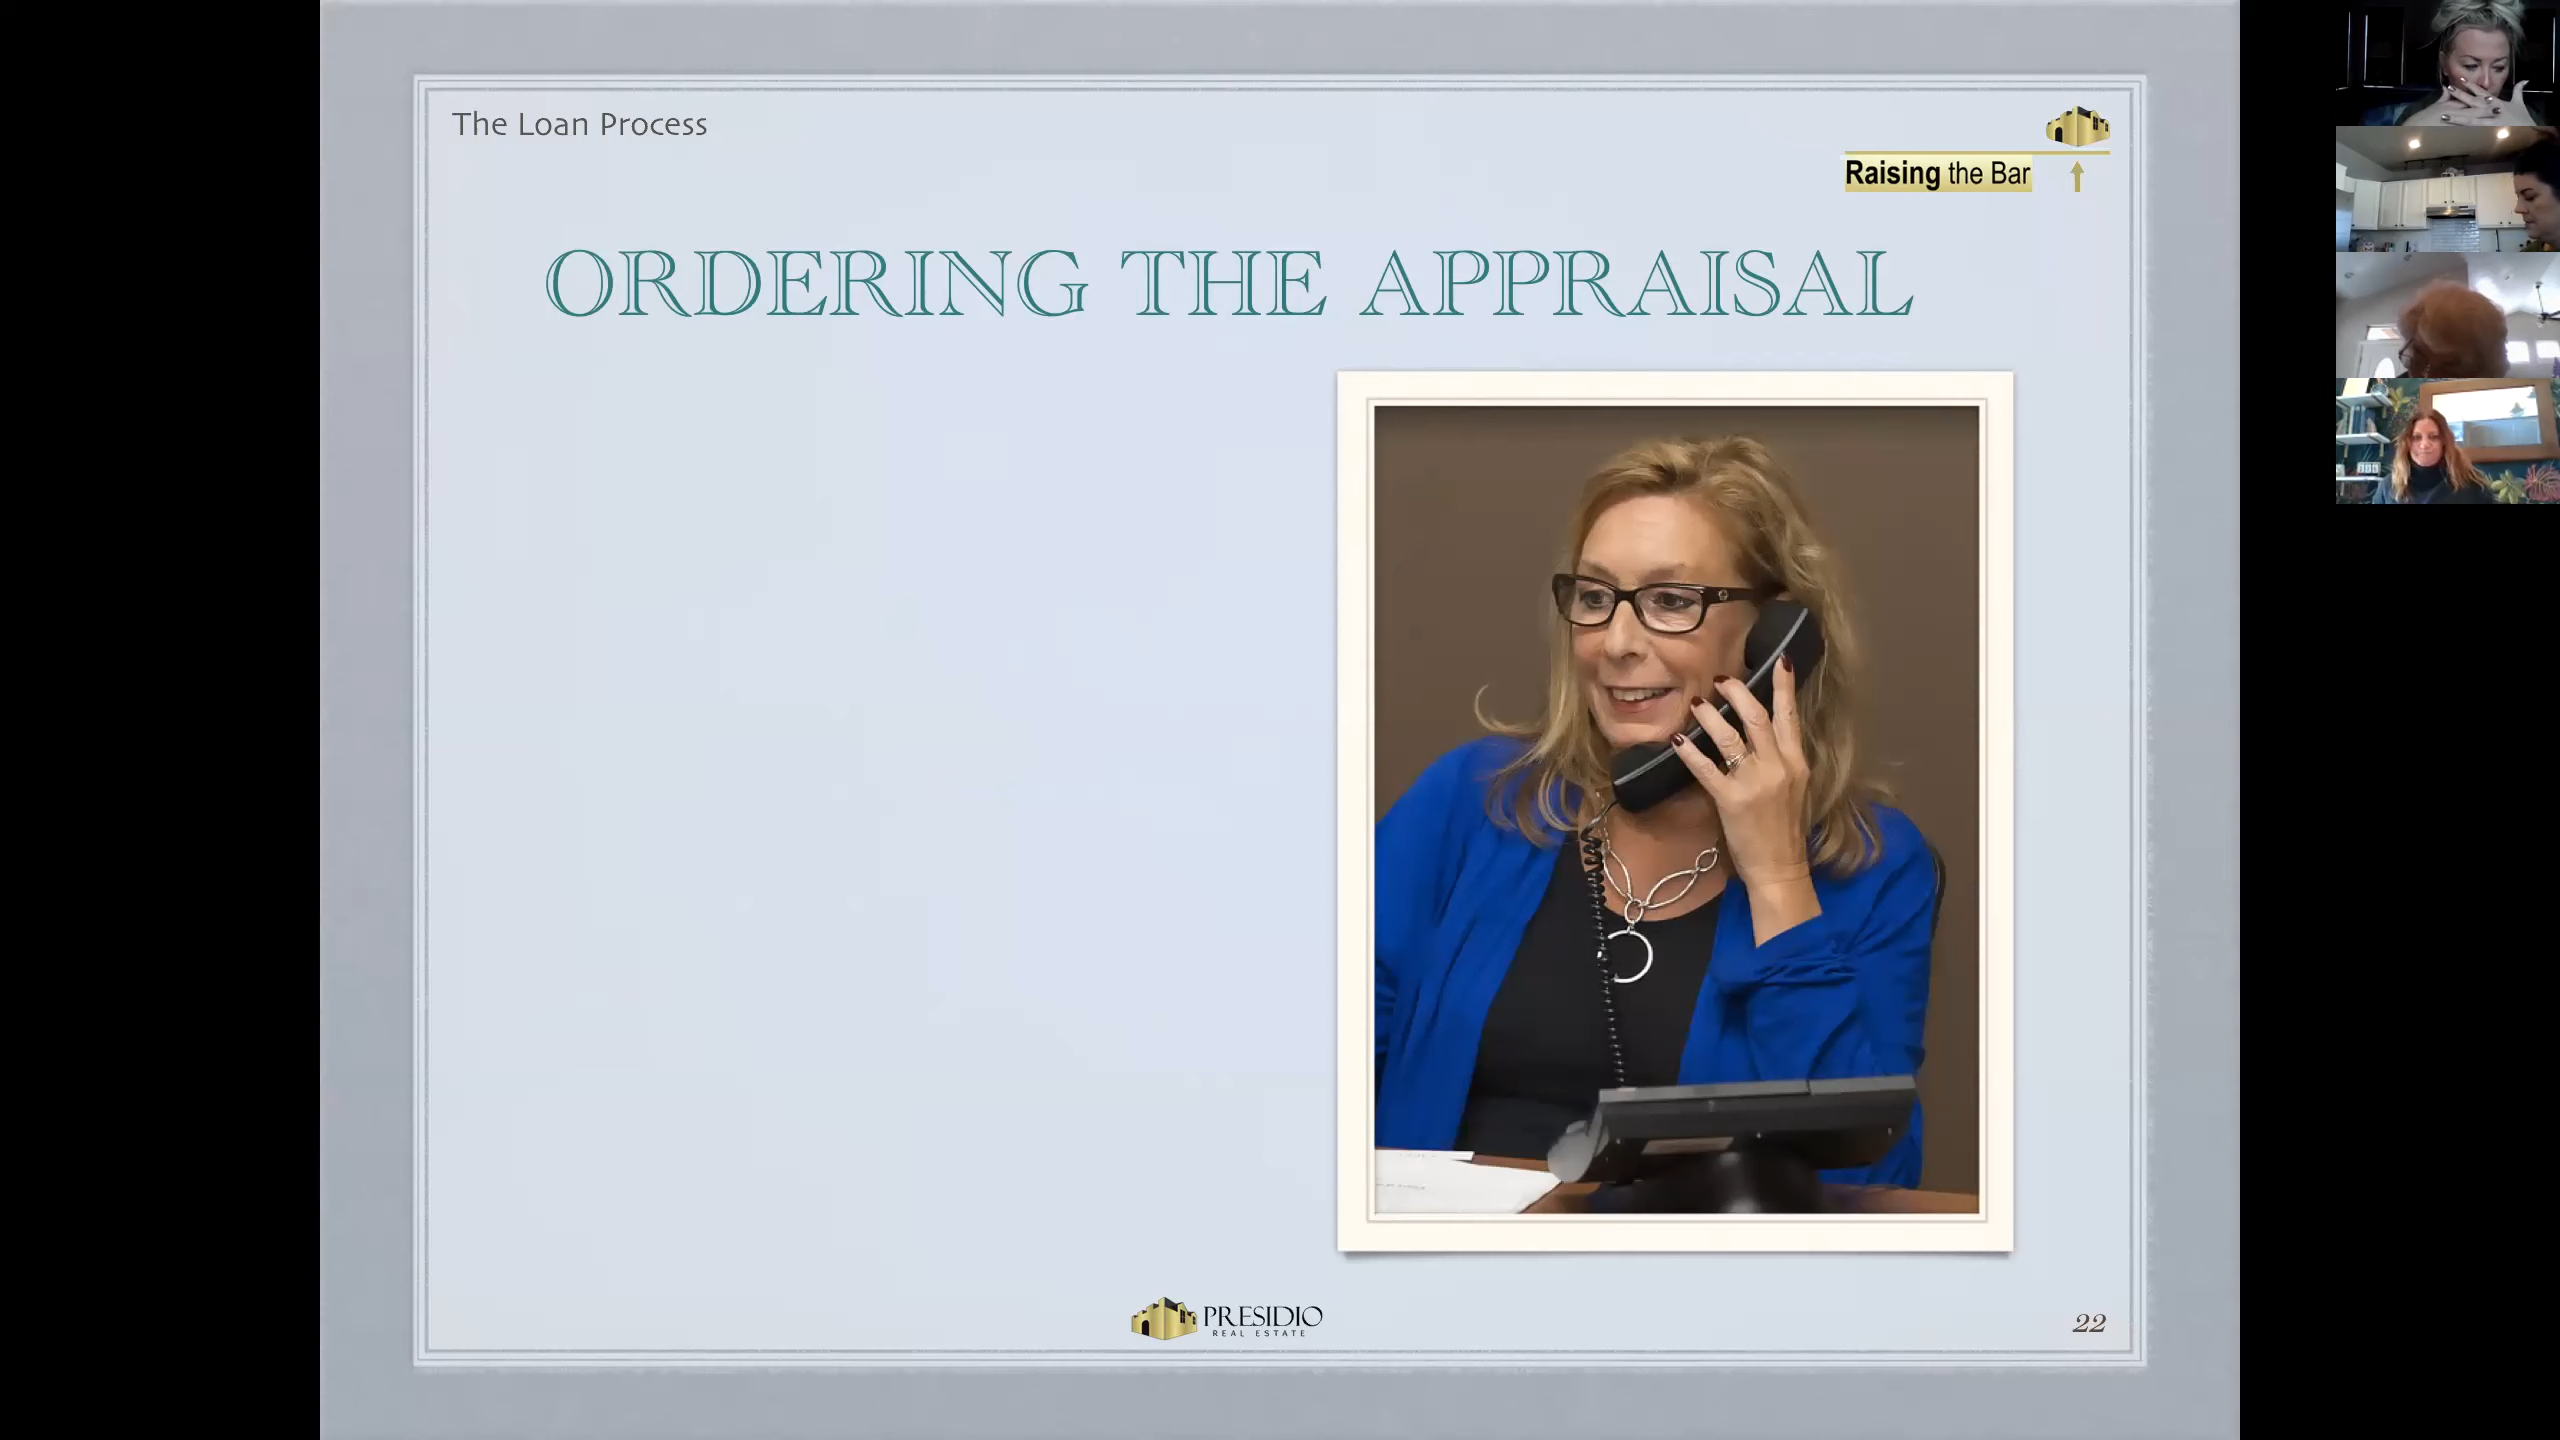 The Loan Process
Raising the Bar
ORDERING THE APPRAISAL
PRESIDIO
REAL ESTATE
22